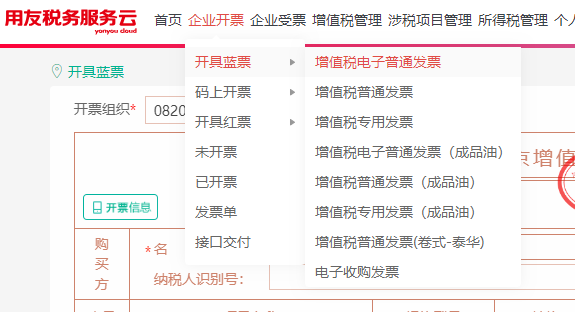 用友税务服务云
yonyou cloud
首页 企业开票 企业受票 增值税管理 涉税项目管理 所得税管理 个
开具蓝票
开票组织* 0820
开票信息
购买方
*名
纳税人识别号：
开具蓝票
码上开票
开具红票
未开票
已开票
发票单
接口交付
增值税电子普通发票
增值税普通发票
增值税专用发票
增值税电子普通发票（成品油）
增值税普通发票（成品油）
增值税专用发票（成品油）
增值税普通发票(卷式-泰华)
电子收购发票
京增值